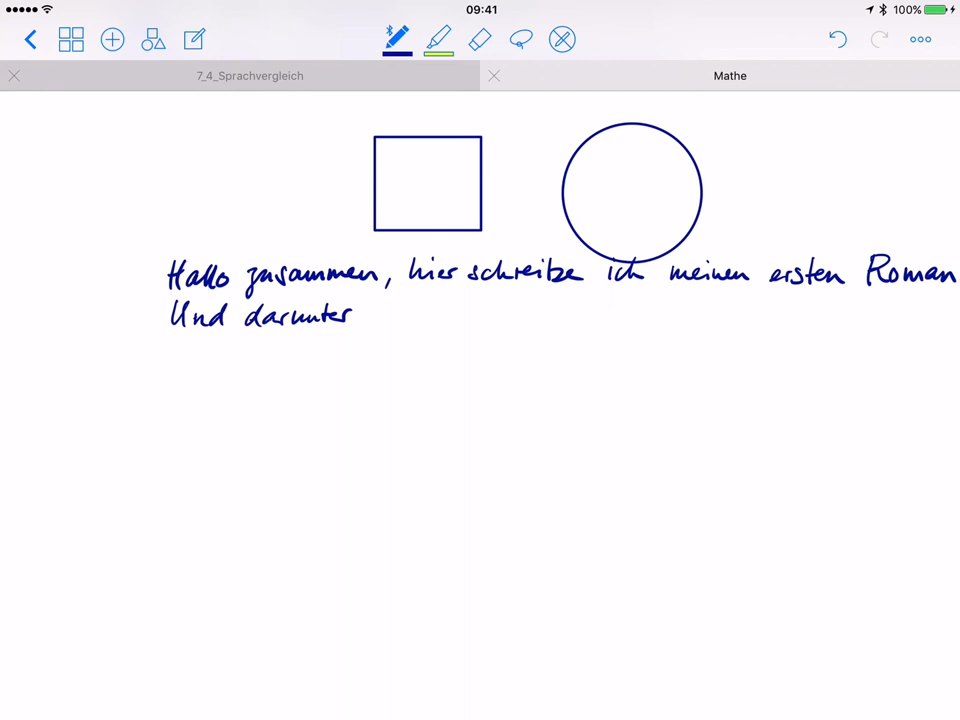 09:41
100%
7_4_Sprachvergleich
Mathe
Hallo zusammen, hier schreibe ich meinen ersten Roman
Und darunter